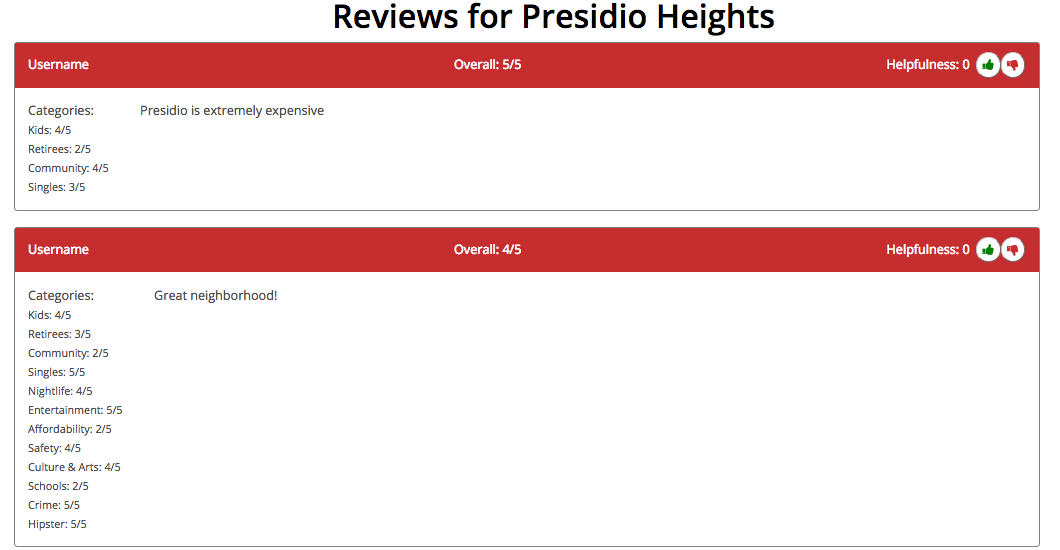 Reviews for Presidio Heights
Username Overall: 5/5 Helpfulness: 0
Categories: Presidio is extremely expensive
Kids: 4/5
Retirees: 2/5
Community: 4/5
Singles: 3/5
Username Overall: 4/5 Helpfulness: 0
Categories: Great neighborhood!
Kids: 4/5
Retirees: 3/5
Community: 2/5
Singles: 5/5
Nightlife: 4/5
Entertainment: 5/5
Affordability: 2/5
Safety: 4/5
Culture & Arts: 4/5
Schools: 2/5
Crime: 5/5
Hipster: 5/5